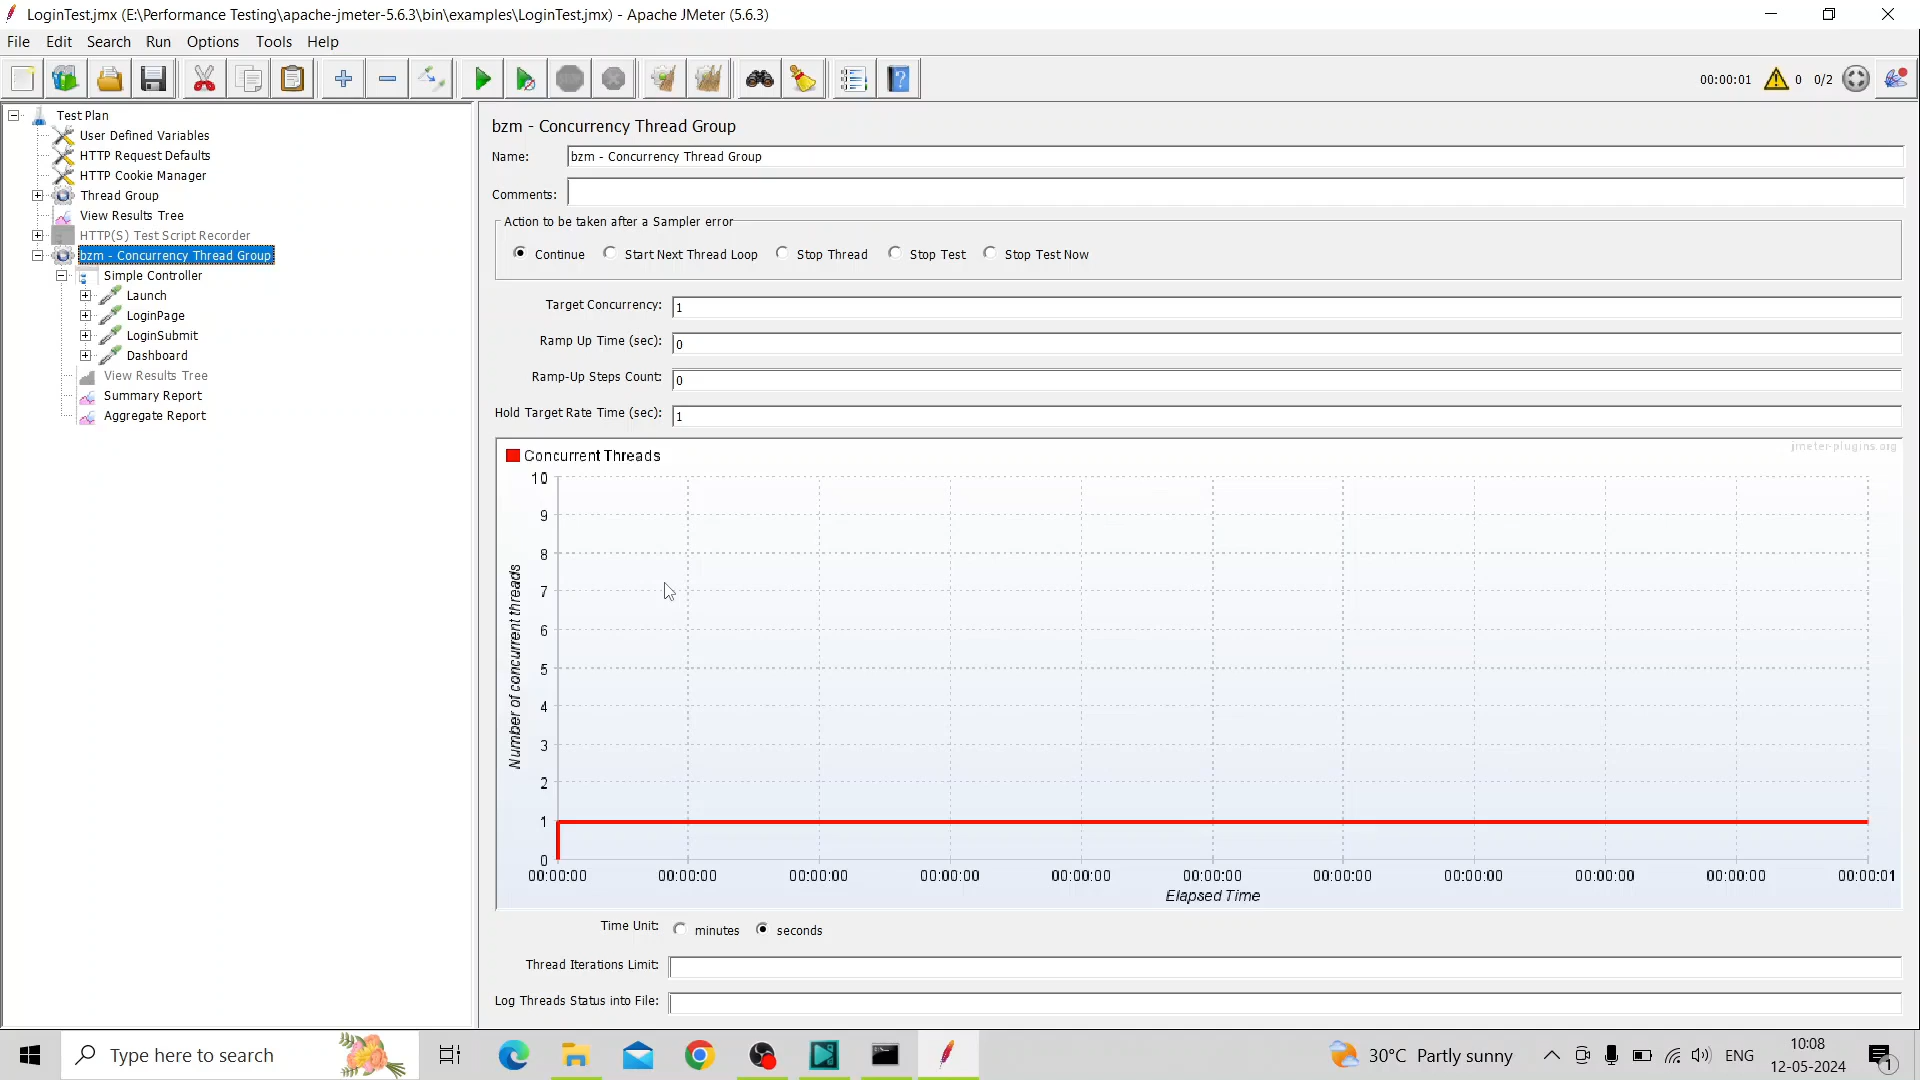 LoginTest.jmx (E:\Performance Testing\apache-jmeter-5.6.3\bin\examples\LoginTest.jmx) - Apache JMeter (5.6.3)
File Edit Search Run Options Tools Help
00:00:01 0 0/2
Test Plan
User Defined Variables
HTTP Request Defaults
HTTP Cookie Manager
Thread Group
View Results Tree
HTTP(S) Test Script Recorder
bzm - Concurrency Thread Group
Simple Controller
Launch
LoginPage
LoginSubmit
Dashboard
View Results Tree
Summary Report
Aggregate Report
bzm - Concurrency Thread Group
Name: bzm - Concurrency Thread Group
Comments:
Action to be taken after a Sampler error
Continue Start Next Thread Loop Stop Thread Stop Test Stop Test Now
Target Concurrency: 1
Ramp Up Time (sec): 0
Ramp-Up Steps Count: 0
Hold Target Rate Time (sec): 1
Concurrent Threads
jmeter-plugins.org
Number of concurrent threads
10
9
8
7
6
5
4
3
2
1
0
00:00:00 00:00:00 00:00:00 00:00:00 00:00:00 00:00:00 00:00:00 00:00:00 00:00:00 00:00:00 00:00:01
Elapsed Time
Time Unit: minutes seconds
Thread Iterations Limit:
Log Threads Status into File:
Type here to search
30°C Partly sunny
ENG
10:08
12-05-2024
1